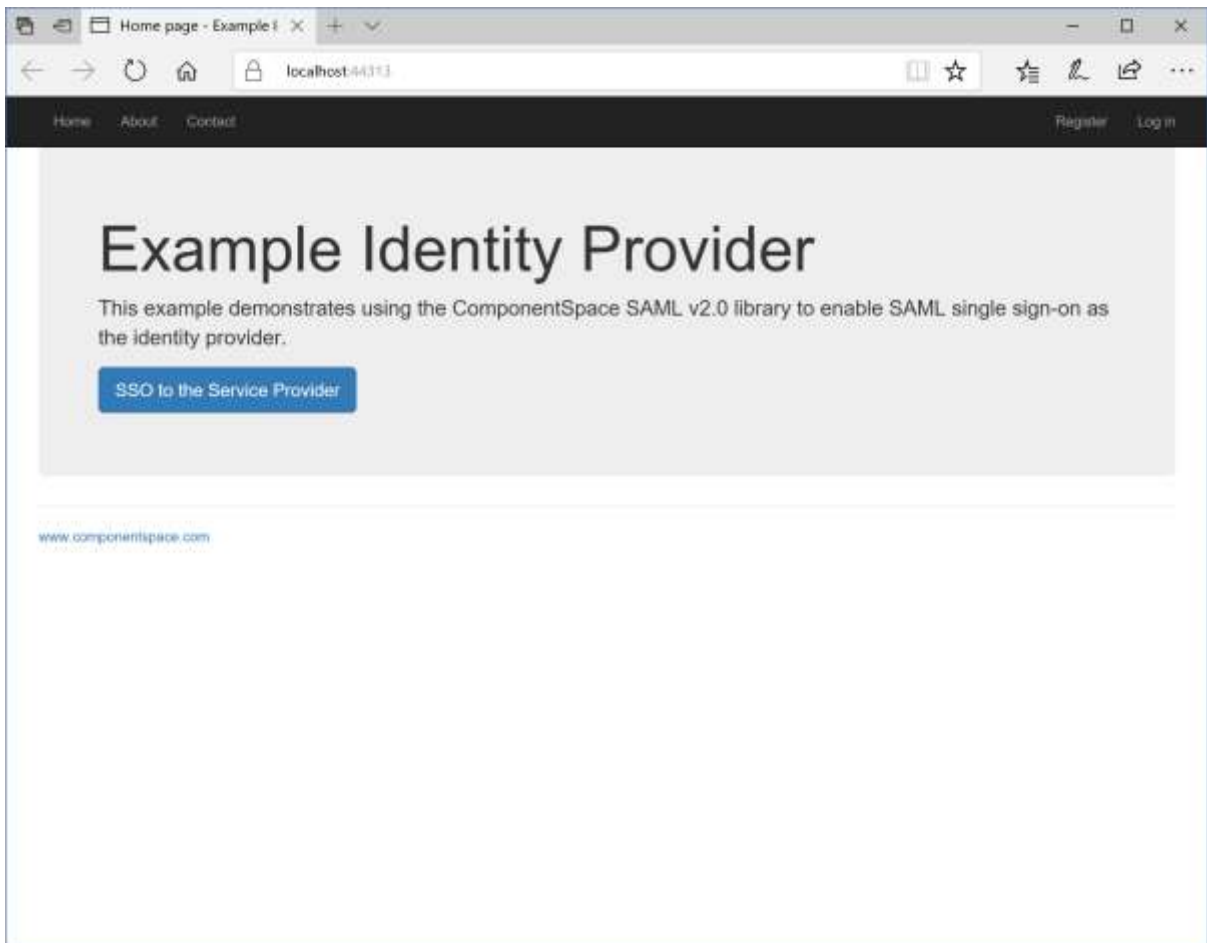 Home page - Example I
localhost:44313
Home About Contact Register Log in
Example Identity Provider
This example demonstrates using the ComponentSpace SAML v2.0 library to enable SAML single sign-on as
the identity provider.
SSO to the Service Provider
www.componentspace.com